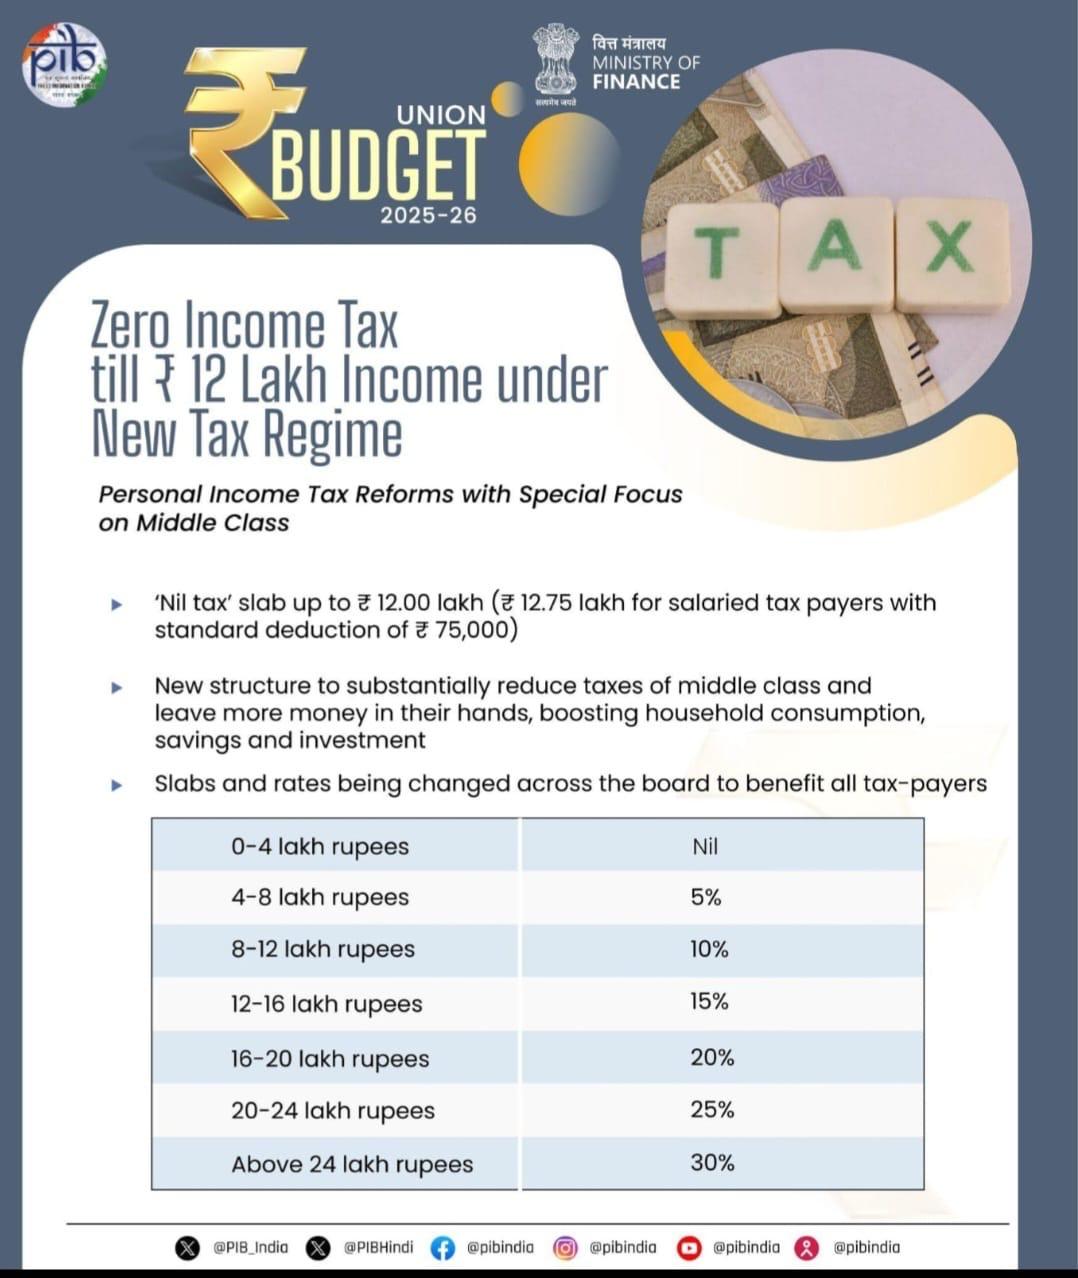 pib
वित्त मंत्रालय
MINISTRY OF
FINANCE
सत्यमेव जयते
₹
UNION
BUDGET
2025-26
T A X
Zero Income Tax
till ₹ 12 Lakh Income under
New Tax Regime
Personal Income Tax Reforms with Special Focus
on Middle Class
‘Nil tax’ slab up to ₹ 12.00 lakh (₹ 12.75 lakh for salaried tax payers with
standard deduction of ₹ 75,000)
New structure to substantially reduce taxes of middle class and
leave more money in their hands, boosting household consumption,
savings and investment
Slabs and rates being changed across the board to benefit all tax-payers
0-4 lakh rupees Nil
4-8 lakh rupees 5%
8-12 lakh rupees 10%
12-16 lakh rupees 15%
16-20 lakh rupees 20%
20-24 lakh rupees 25%
Above 24 lakh rupees 30%
@PIB_India @PIBHindi @pibindia @pibindia @pibindia @pibindia